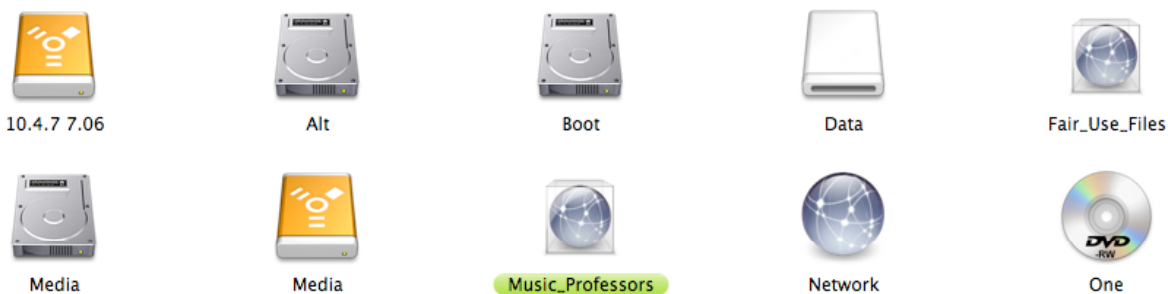 10.4.7 7.06
Alt
Boot
Data
Fair_Use_Files
Media
Media
Music_Professors
Network
DVD
-RW
One